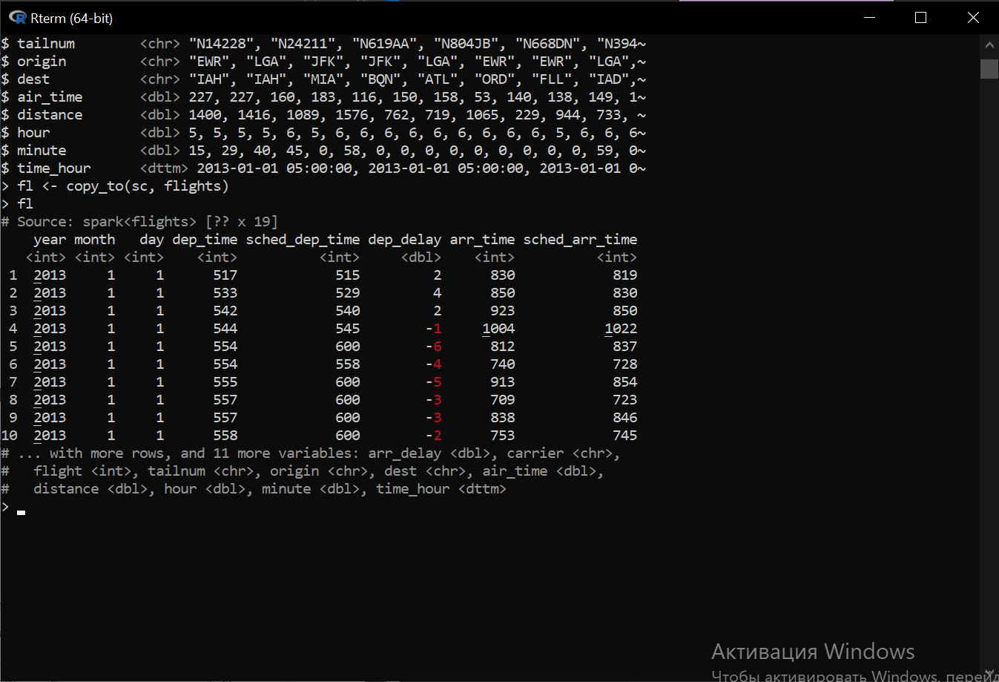 Rterm (64-bit)
$ tailnum        <chr> "N14228", "N24211", "N619AA", "N804JB", "N668DN", "N394~
$ origin         <chr> "EWR", "LGA", "JFK", "JFK", "LGA", "EWR", "EWR", "LGA",~
$ dest           <chr> "IAH", "IAH", "MIA", "BQN", "ATL", "ORD", "FLL", "IAD",~
$ air_time       <dbl> 227, 227, 160, 183, 116, 150, 158, 53, 140, 138, 149, 1~
$ distance       <dbl> 1400, 1416, 1089, 1576, 762, 719, 1065, 229, 944, 733, ~
$ hour           <dbl> 5, 5, 5, 5, 6, 5, 6, 6, 6, 6, 6, 6, 6, 6, 6, 5, 6, 6, 6~
$ minute         <dbl> 15, 29, 40, 45, 0, 58, 0, 0, 0, 0, 0, 0, 0, 0, 0, 59, 0~
$ time_hour      <dttm> 2013-01-01 05:00:00, 2013-01-01 05:00:00, 2013-01-01 0~
> fl <- copy_to(sc, flights)
> fl
# Source: spark<flights> [?? x 19]
    year month   day dep_time sched_dep_time dep_delay arr_time sched_arr_time
   <int> <int> <int>    <int>          <int>     <dbl>    <int>          <int>
 1  2013     1     1      517            515         2      830            819
 2  2013     1     1      533            529         4      850            830
 3  2013     1     1      542            540         2      923            850
 4  2013     1     1      544            545        -1     1004           1022
 5  2013     1     1      554            600        -6      812            837
 6  2013     1     1      554            558        -4      740            728
 7  2013     1     1      555            600        -5      913            854
 8  2013     1     1      557            600        -3      709            723
 9  2013     1     1      557            600        -3      838            846
10  2013     1     1      558            600        -2      753            745
# ... with more rows, and 11 more variables: arr_delay <dbl>, carrier <chr>,
#   flight <int>, tailnum <chr>, origin <chr>, dest <chr>, air_time <dbl>,
#   distance <dbl>, hour <dbl>, minute <dbl>, time_hour <dttm>
>
Активация Windows
Чтобы активировать Windows, перейд